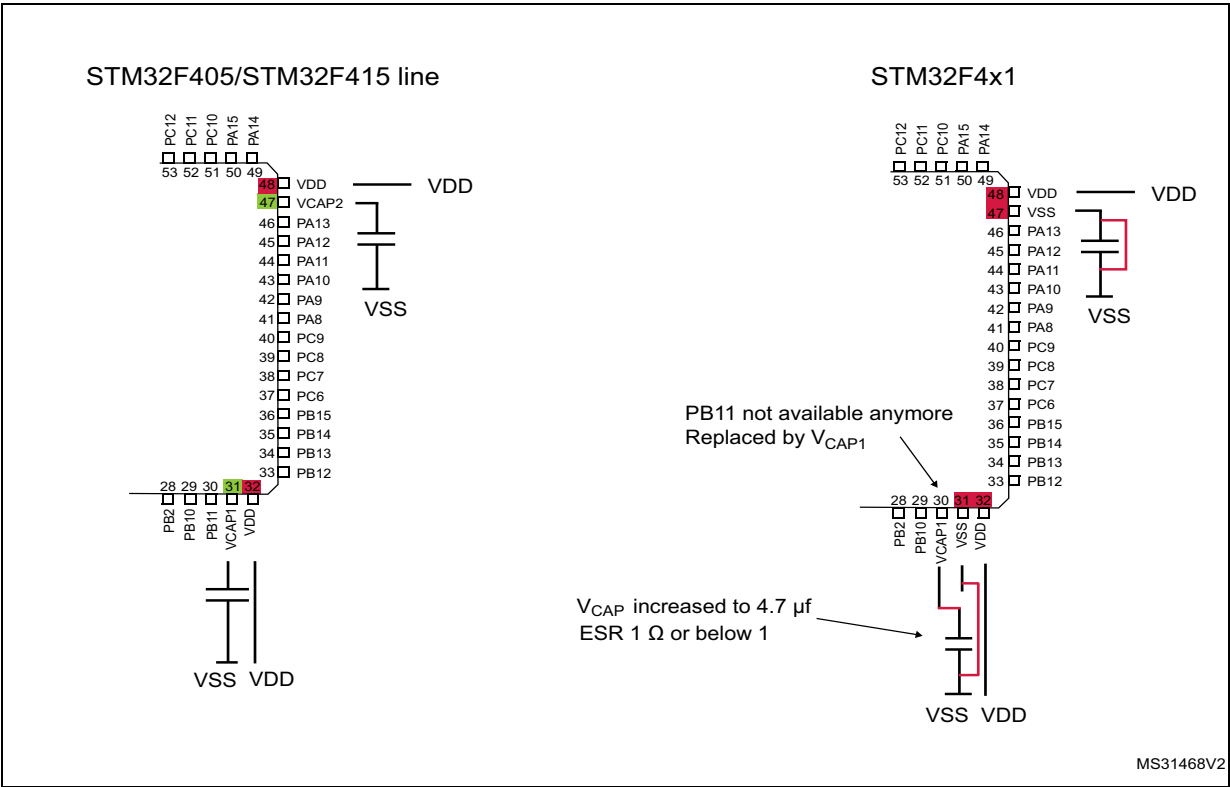 STM32F405/STM32F415 line
PC12
PC11
PC10
PA15
PA14
53 52 51 50 49
48 VDD
VDD
47 VCAP2
46 PA13
45 PA12
44 PA11
43 PA10
42 PA9
VSS
41 PA8
40 PC9
39 PC8
38 PC7
37 PC6
36 PB15
35 PB14
34 PB13
33 PB12
28 29 30 31 32
PB2
PB10
PB11
VCAP1
VDD
VSS VDD
STM32F4x1
PC12
PC11
PC10
PA15
PA14
53 52 51 50 49
48 VDD
VDD
47 VSS
46 PA13
45 PA12
44 PA11
43 PA10
42 PA9
VSS
41 PA8
40 PC9
39 PC8
38 PC7
37 PC6
36 PB15
35 PB14
34 PB13
33 PB12
PB11 not available anymore
Replaced by VCAP1
28 29 30 31 32
PB2
PB10
VCAP1
VSS
VDD
VCAP increased to 4.7 µf
ESR 1 Ω or below 1
VSS VDD
MS31468V2